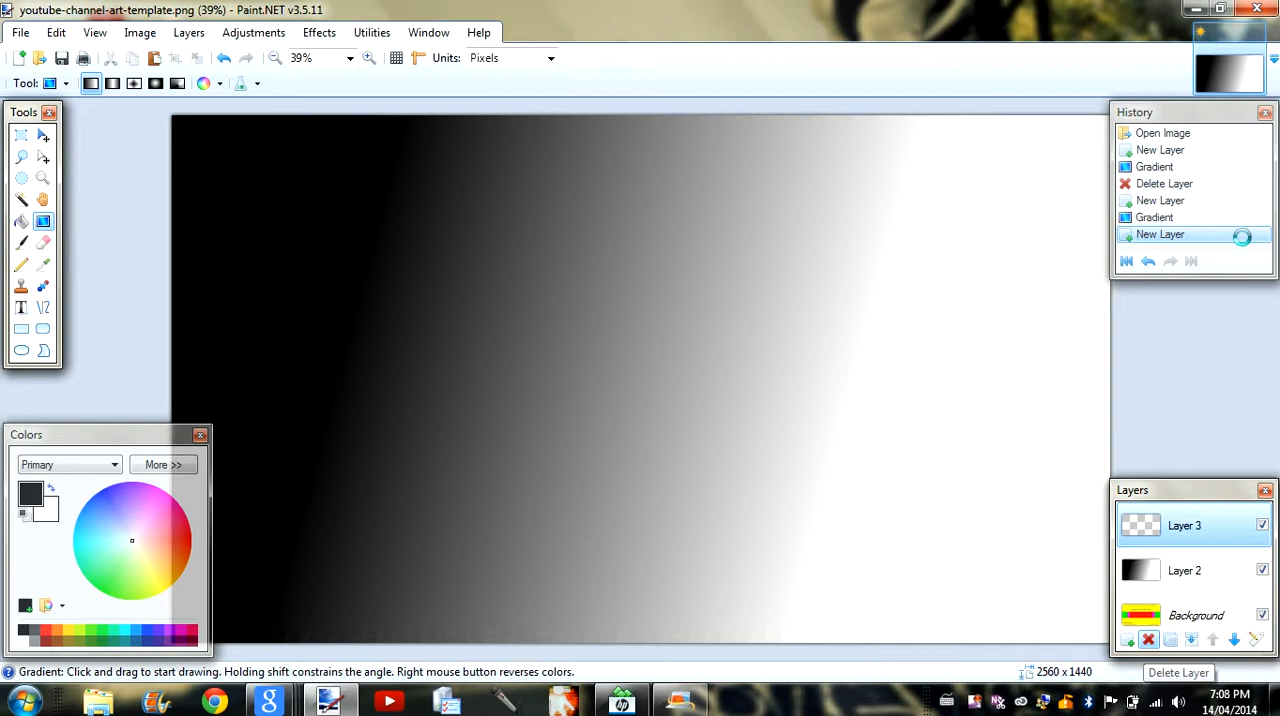 youtube-channel-art-template.png (39%) - Paint.NET v3.5.11
File Edit View Image Layers Adjustments Effects Utilities Window Help
39% Units: Pixels
Tool:
Tools
History
Open Image
New Layer
Gradient
Delete Layer
New Layer
Gradient
New Layer
Colors
Primary More >>
Layers
Layer 3
Layer 2
Background
Gradient: Click and drag to start drawing. Holding shift constrains the angle. Right mouse button reverses colors.
2560 x 1440
Delete Layer
7:08 PM
14/04/2014